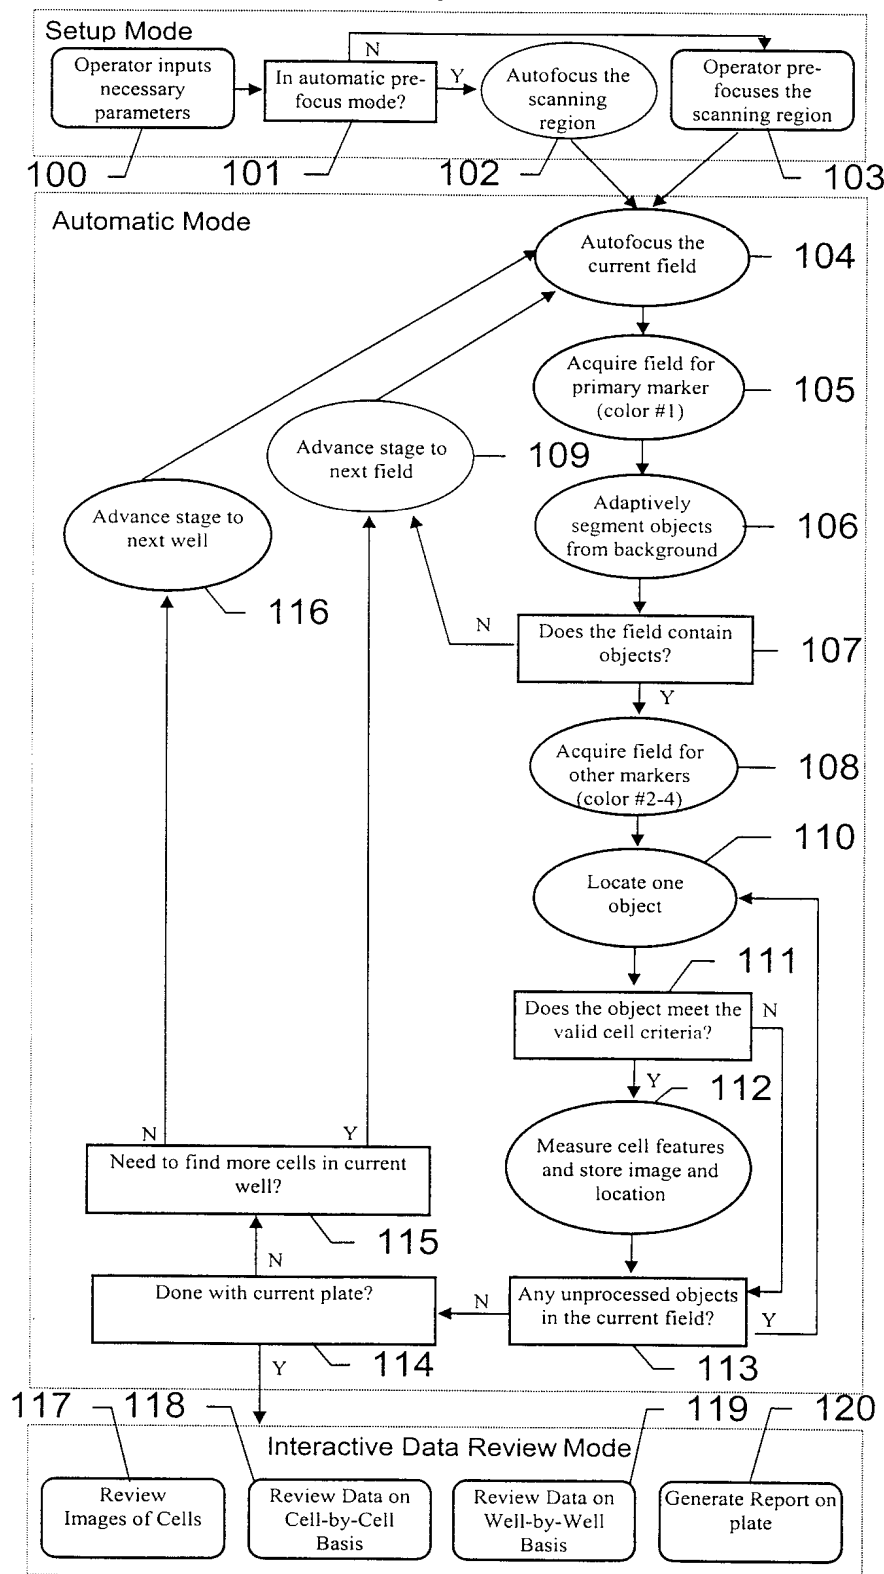 Setup Mode
Operator inputs
necessary
parameters
100
In automatic pre-
focus mode?
101
N
Y
Autofocus the
scanning
region
102
Operator pre-
focuses the
scanning region
103
Automatic Mode
Autofocus the
current field
104
Acquire field for
primary marker
(color #1)
105
Advance stage to
next field
109
Advance stage to
next well
116
Adaptively
segment objects
from background
106
Does the field contain
objects?
107
N
Y
Acquire field for
other markers
(color #2-4)
108
110
Locate one
object
111
Does the object meet the
valid cell criteria?
N
Y
112
Measure cell features
and store image and
location
N
Y
Need to find more cells in current
well?
115
N
Done with current plate?
114
Y
N
Any unprocessed objects
in the current field?
Y
113
117
118
119
120
Interactive Data Review Mode
Review
Images of Cells
Review Data on
Cell-by-Cell
Basis
Review Data on
Well-by-Well
Basis
Generate Report on
plate